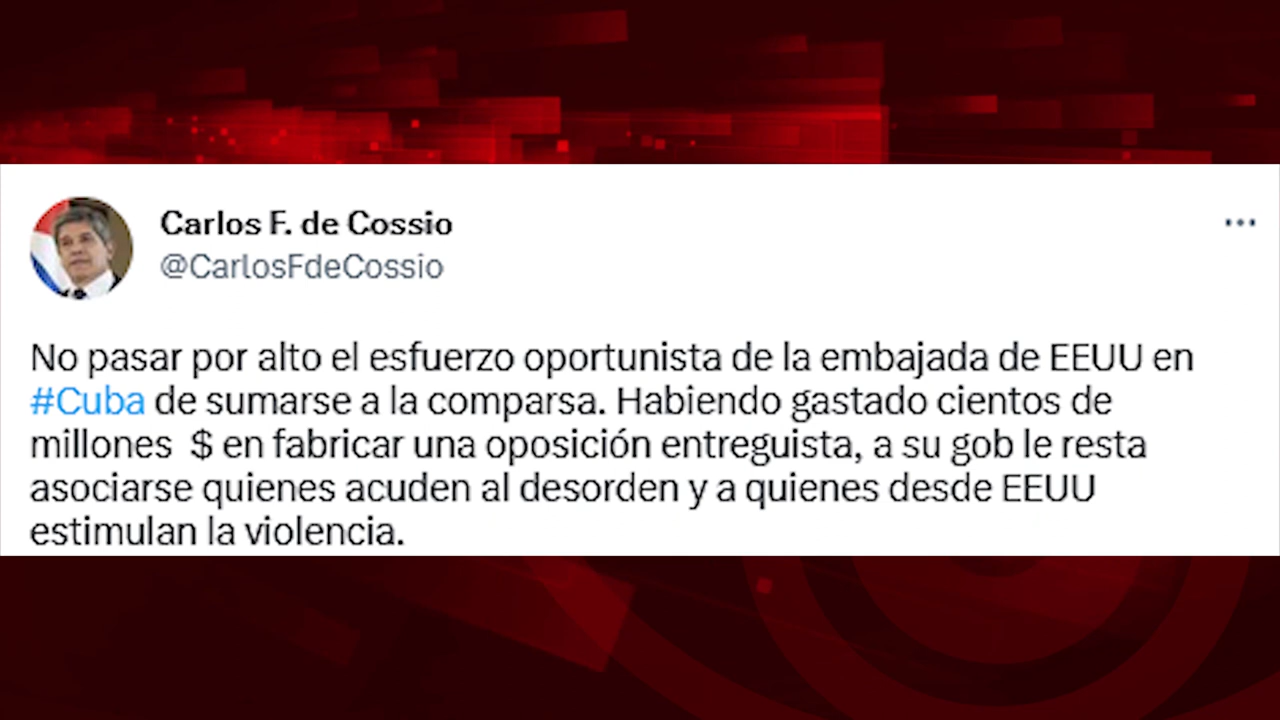 Carlos F. de Cossio
@CarlosFdeCossio
No pasar por alto el esfuerzo oportunista de la embajada de EEUU en
#Cuba de sumarse a la comparsa. Habiendo gastado cientos de
millones $ en fabricar una oposición entreguista, a su gob le resta
asociarse quienes acuden al desorden y a quienes desde EEUU
estimulan la violencia.